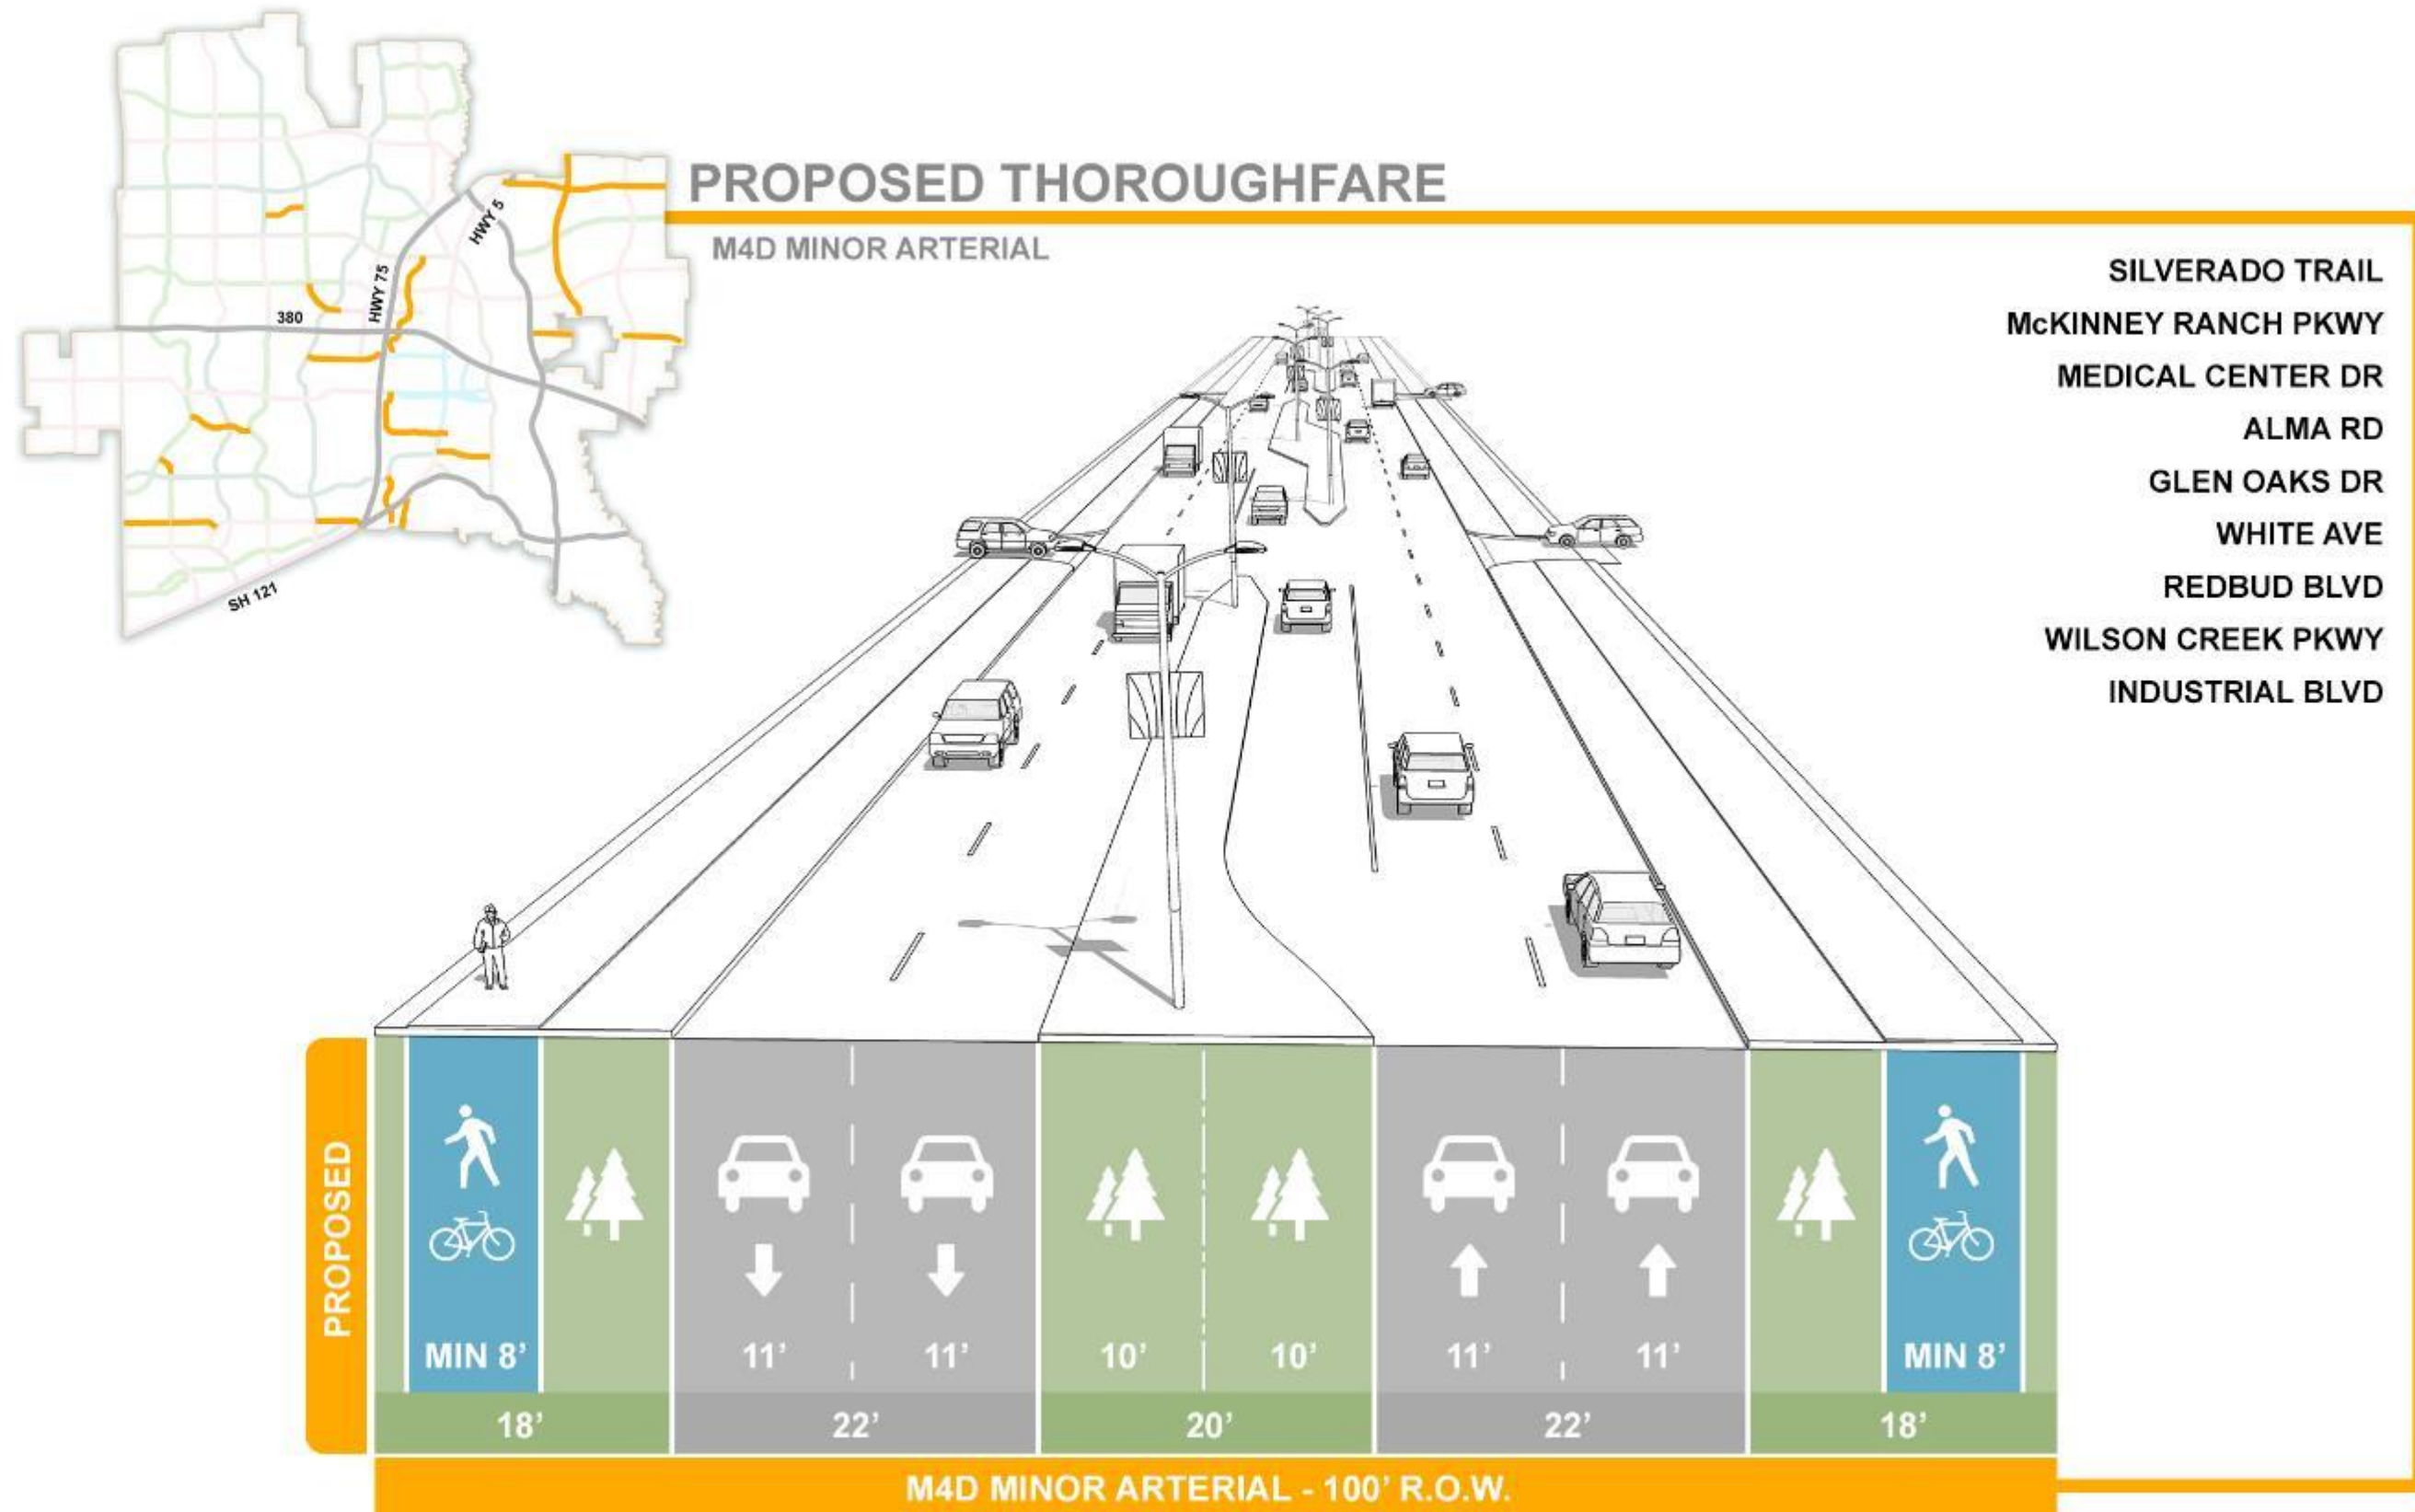 PROPOSED THOROUGHFARE
M4D MINOR ARTERIAL
HWY 5
HWY 75
380
SH 121
SILVERADO TRAIL
McKINNEY RANCH PKWY
MEDICAL CENTER DR
ALMA RD
GLEN OAKS DR
WHITE AVE
REDBUD BLVD
WILSON CREEK PKWY
INDUSTRIAL BLVD
PROPOSED
MIN 8' 11' 11' 10' 10' 11' 11' MIN 8'
18' 22' 20' 22' 18'
M4D MINOR ARTERIAL - 100' R.O.W.